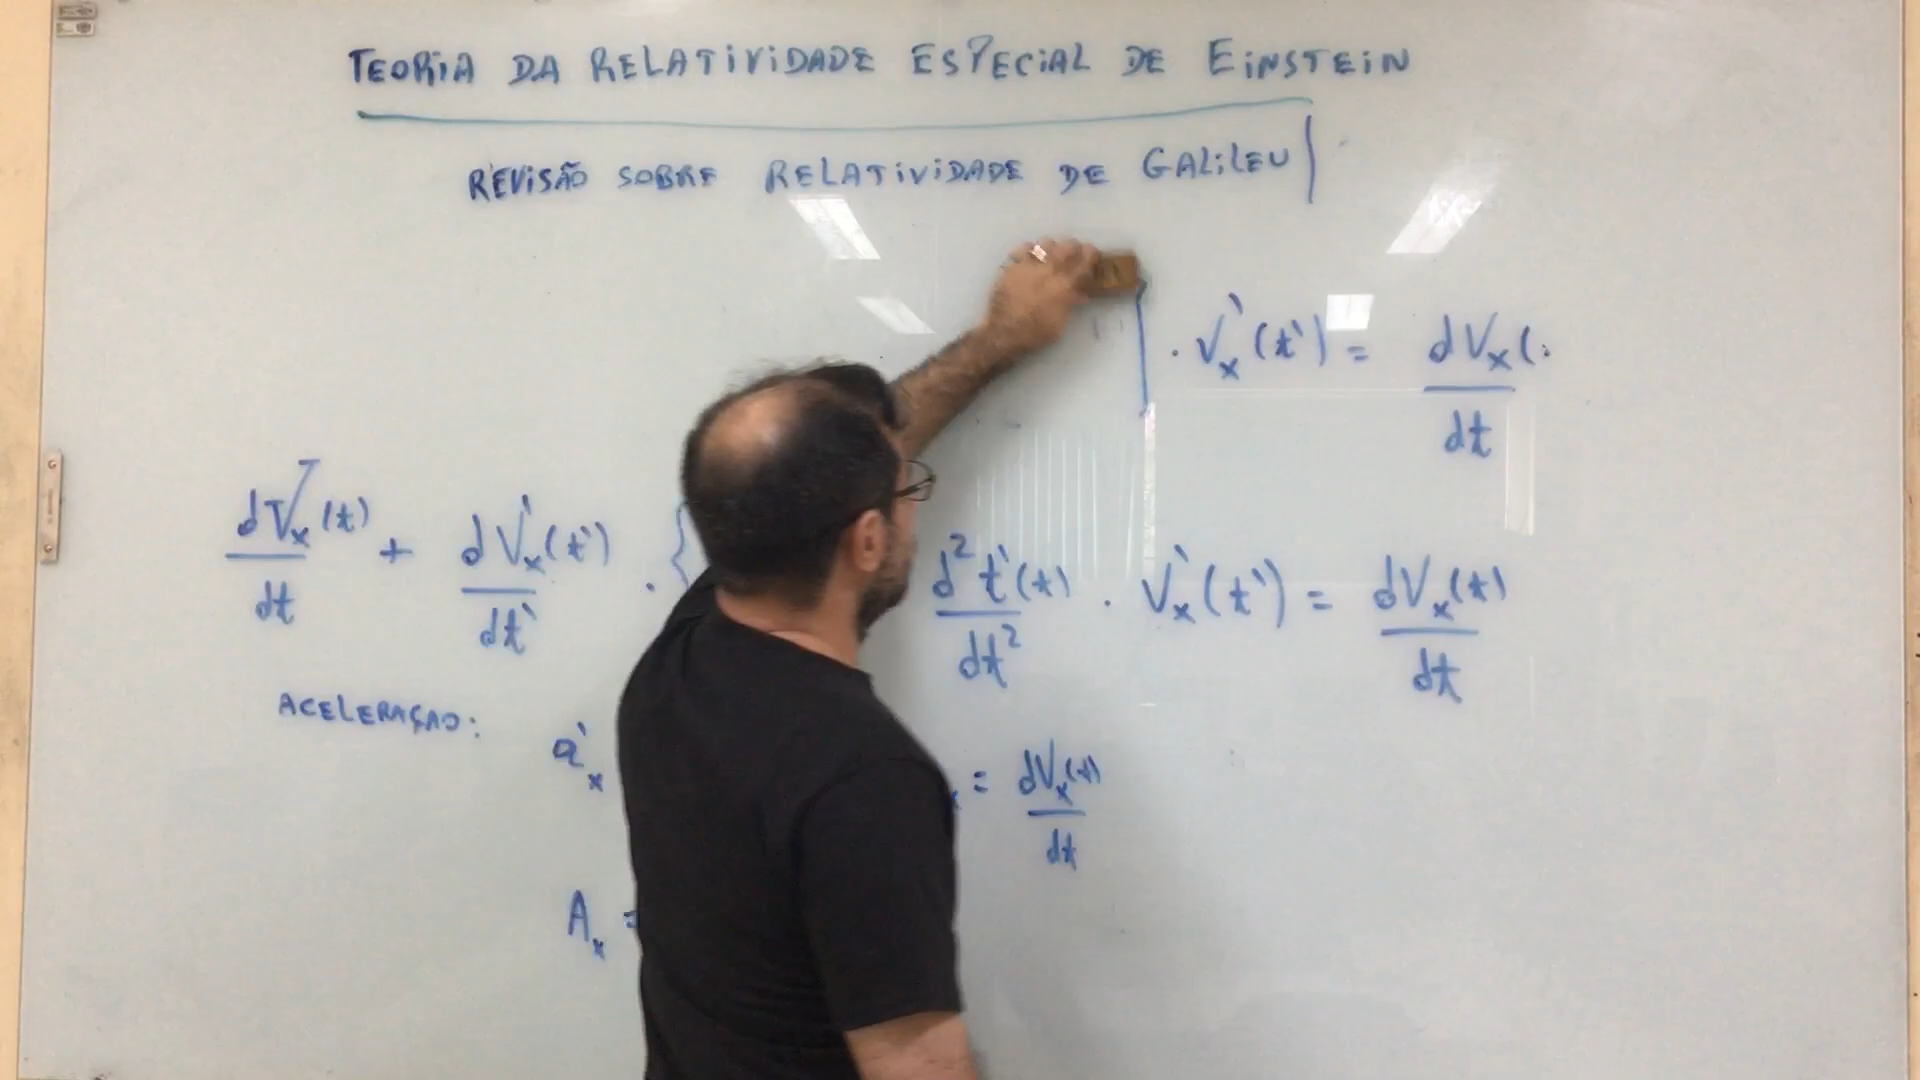 TEORIA DA RELATIVIDADE ESPECIAL DE EINSTEIN
REVISÃO SOBRE RELATIVIDADE DE GALILEU
. V`x (t`) = dVx( / dt
dVx(t) / dt + dV`x(t`) / dt` . { d²t`(t) / dt² . V`x(t`) = dVx(t) / dt
ACELERAÇAO:
a`x = dVx(t) / dt
Ax =